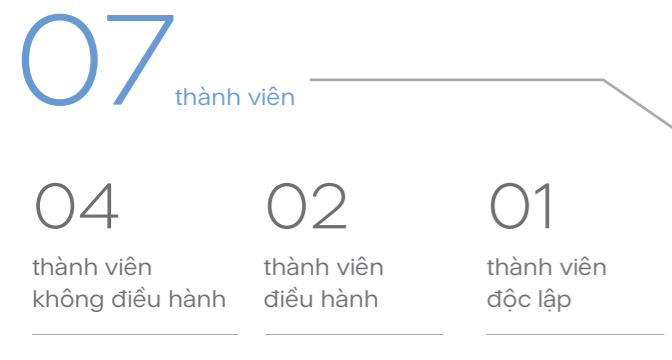 07 thành viên
04
thành viên
không điều hành
02
thành viên
điều hành
01
thành viên
độc lập